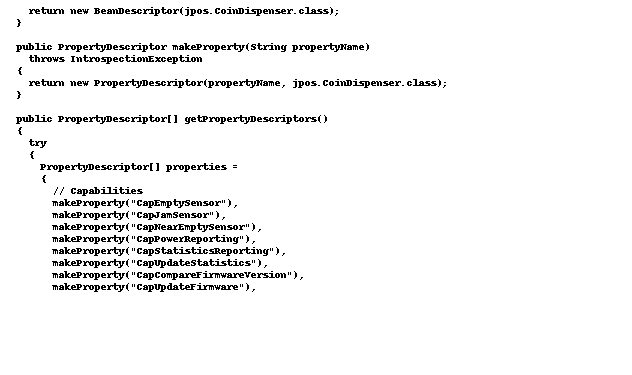 return new BeanDescriptor(jpos.CoinDispenser.class);
}
public PropertyDescriptor makeProperty(String propertyName)
throws IntrospectionException
{
return new PropertyDescriptor(propertyName, jpos.CoinDispenser.class);
}
public PropertyDescriptor[] getPropertyDescriptors()
{
try
{
PropertyDescriptor[] properties =
{
// Capabilities
makeProperty("CapEmptySensor"),
makeProperty("CapJamSensor"),
makeProperty("CapNearEmptySensor"),
makeProperty("CapPowerReporting"),
makeProperty("CapStatisticsReporting"),
makeProperty("CapUpdateStatistics"),
makeProperty("CapCompareFirmwareVersion"),
makeProperty("CapUpdateFirmware"),